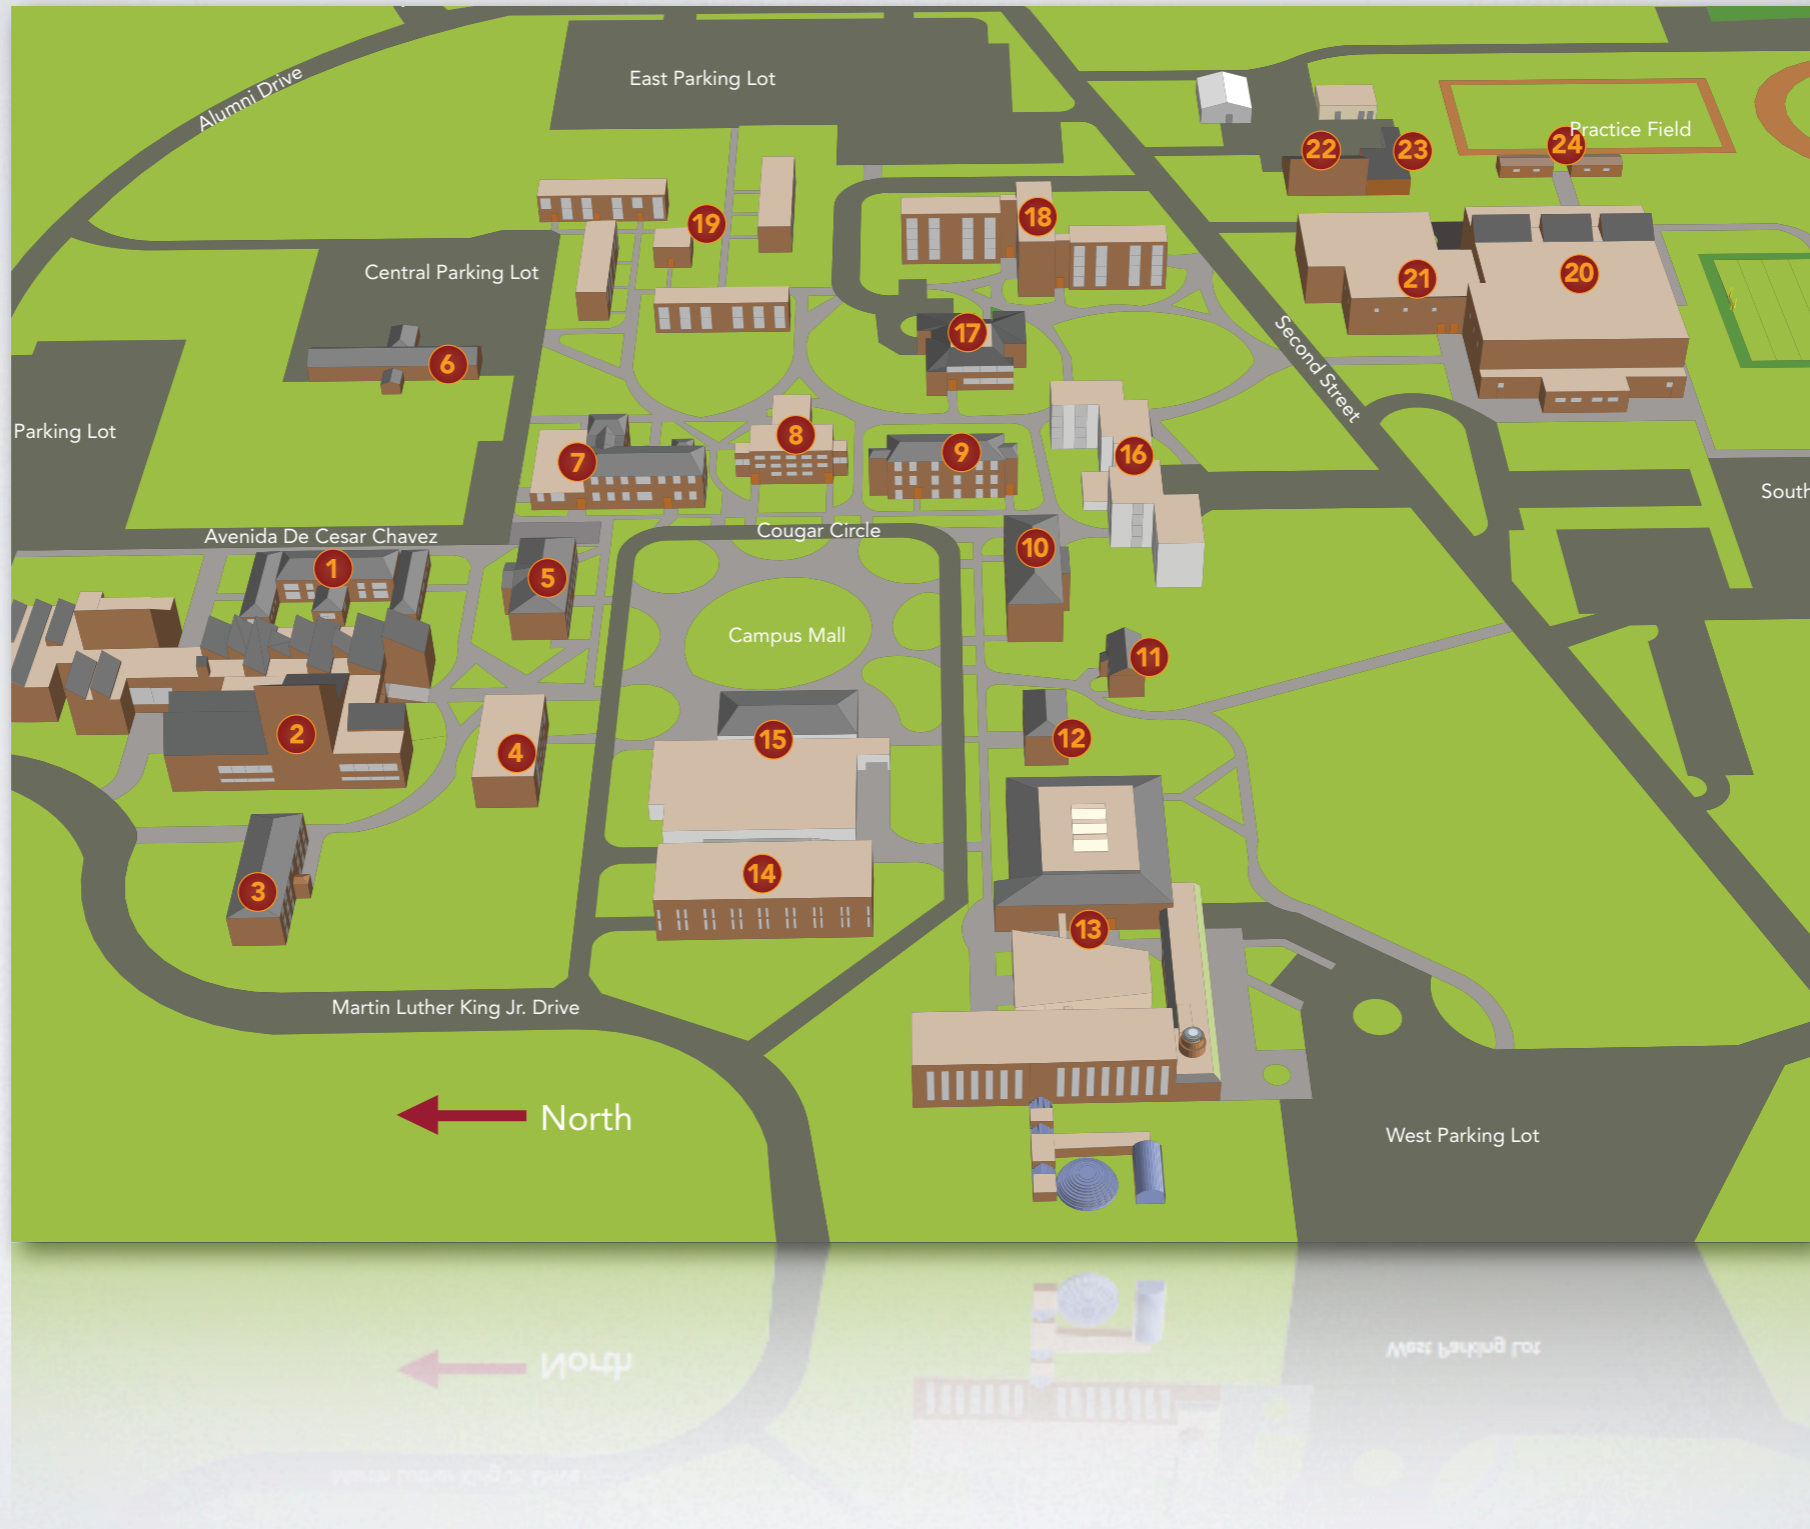 East Parking Lot
Alumni Drive
Practice Field
22
23
24
19
18
Central Parking Lot
21
20
17
Second Street
6
Parking Lot
8
7
9
16
South
Avenida De Cesar Chavez
Cougar Circle
10
1
5
Campus Mall
11
2
4
15
12
14
3
13
Martin Luther King Jr. Drive
North
West Parking Lot